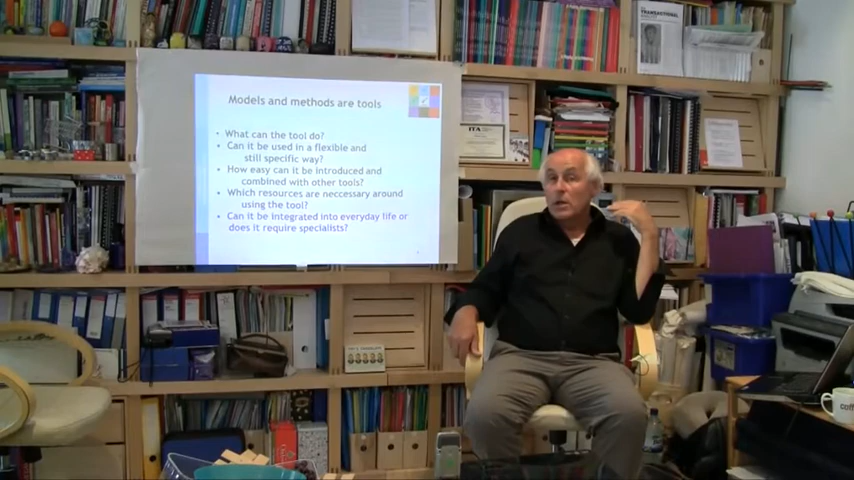 Models and methods are tools
• What can the tool do?
• Can it be used in a flexible and
still specific way?
• How easy can it be introduced and
combined with other tools?
• Which resources are neccessary around
using the tool?
• Can it be integrated into everyday life or
does it require specialists?
TRANSACTIONAL
ITA
coff